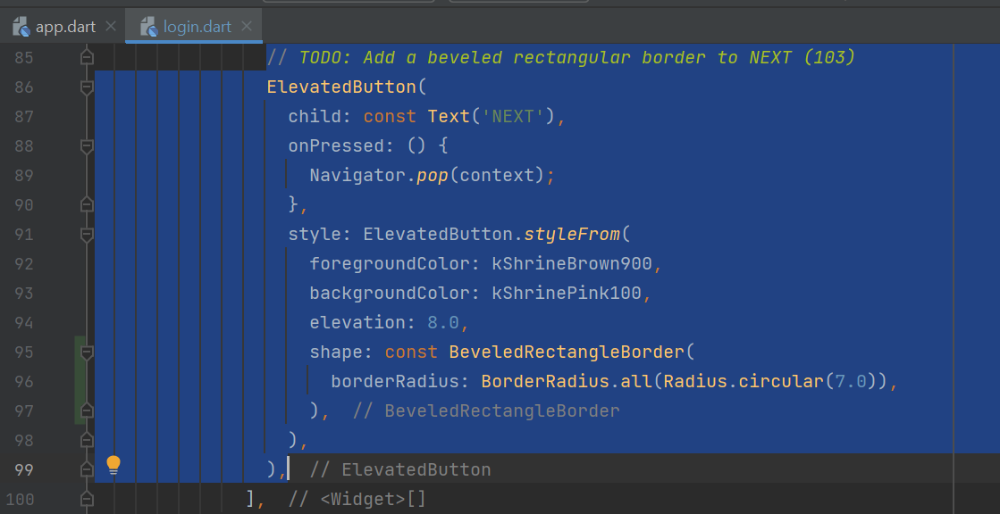 app.dart
login.dart
85 // TODO: Add a beveled rectangular border to NEXT (103)
86 ElevatedButton(
87 child: const Text('NEXT'),
88 onPressed: () {
89 Navigator.pop(context);
90 },
91 style: ElevatedButton.styleFrom(
92 foregroundColor: kShrineBrown900,
93 backgroundColor: kShrinePink100,
94 elevation: 8.0,
95 shape: const BeveledRectangleBorder(
96 borderRadius: BorderRadius.all(Radius.circular(7.0)),
97 ), // BeveledRectangleBorder
98 ),
99 ), // ElevatedButton
100 ], // <Widget>[]